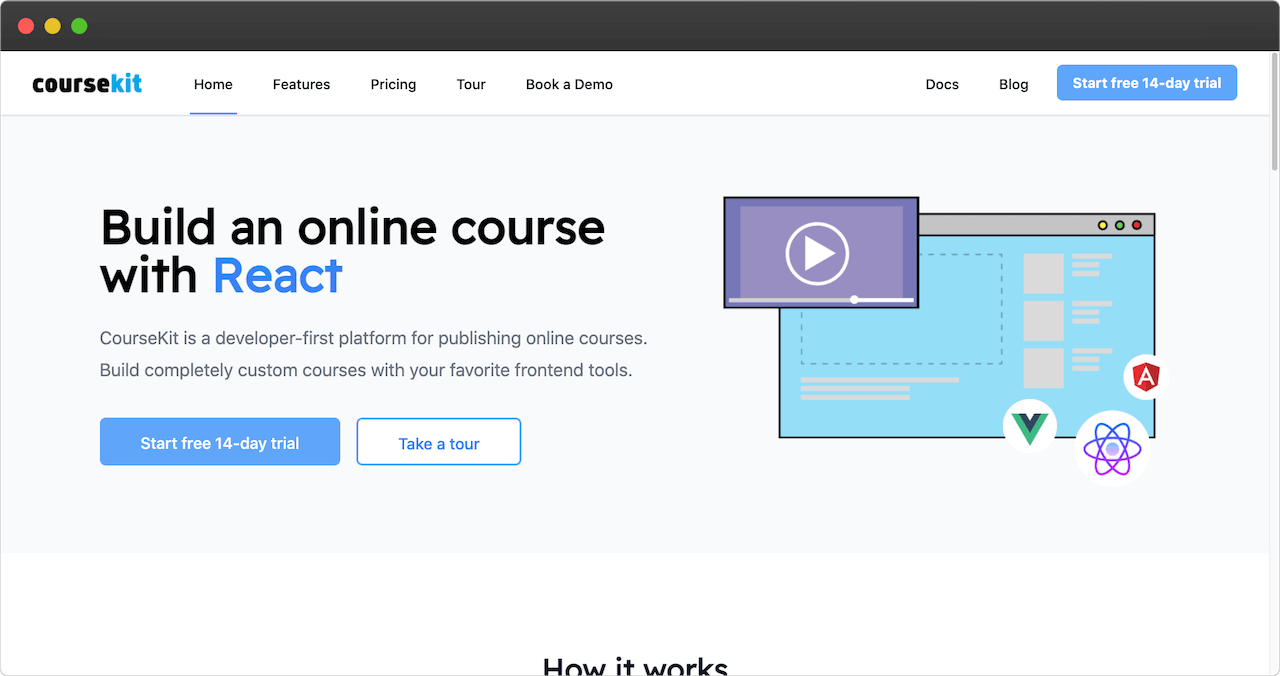 coursekit
Home Features Pricing Tour Book a Demo Docs Blog Start free 14-day trial
Build an online course
with React
CourseKit is a developer-first platform for publishing online courses.
Build completely custom courses with your favorite frontend tools.
Start free 14-day trial Take a tour
How it works